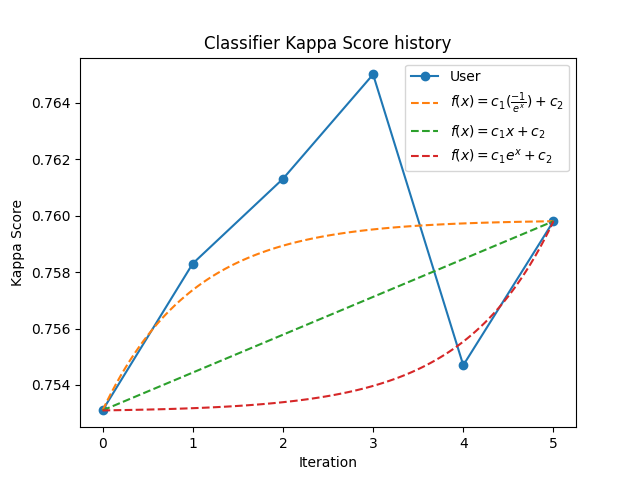 Classifier Kappa Score history
User
f(x) = c₁(-1/eˣ) + c₂
f(x) = c₁x + c₂
f(x) = c₁eˣ + c₂
Kappa Score
0.764
0.762
0.760
0.758
0.756
0.754
0 1 2 3 4 5
Iteration